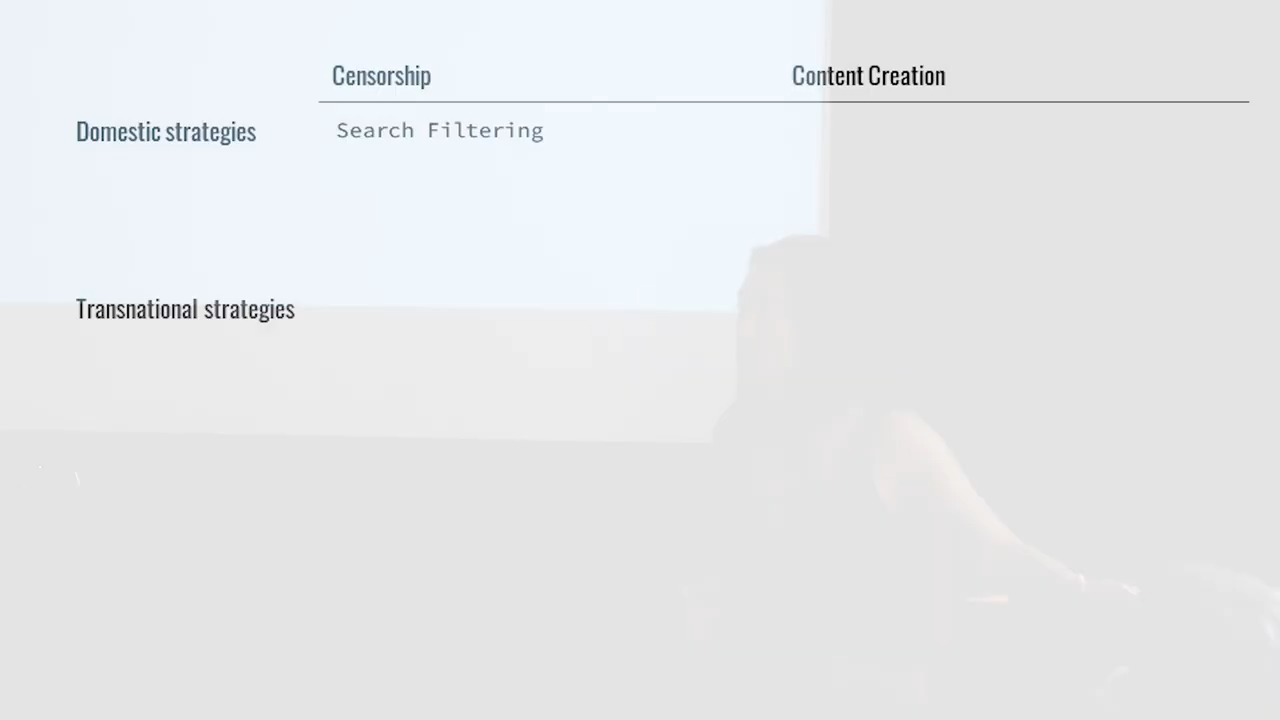 Censorship Content Creation
Domestic strategies Search Filtering
Transnational strategies